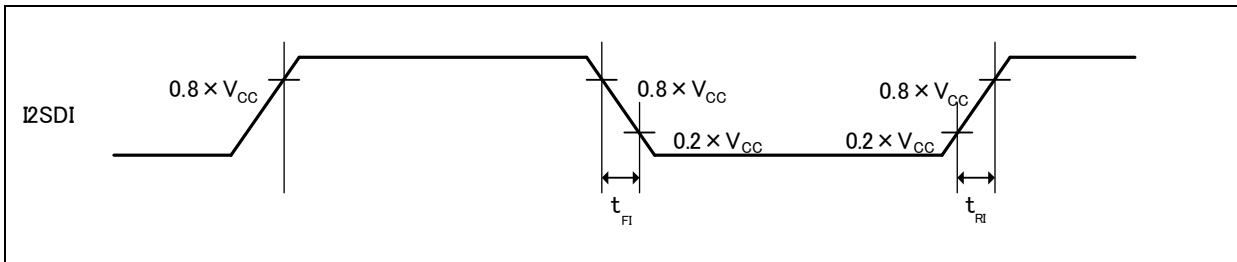 0.8 × VCC
0.8 × VCC
0.8 × VCC
I2SDI
0.2 × VCC
0.2 × VCC
tFI
tRI